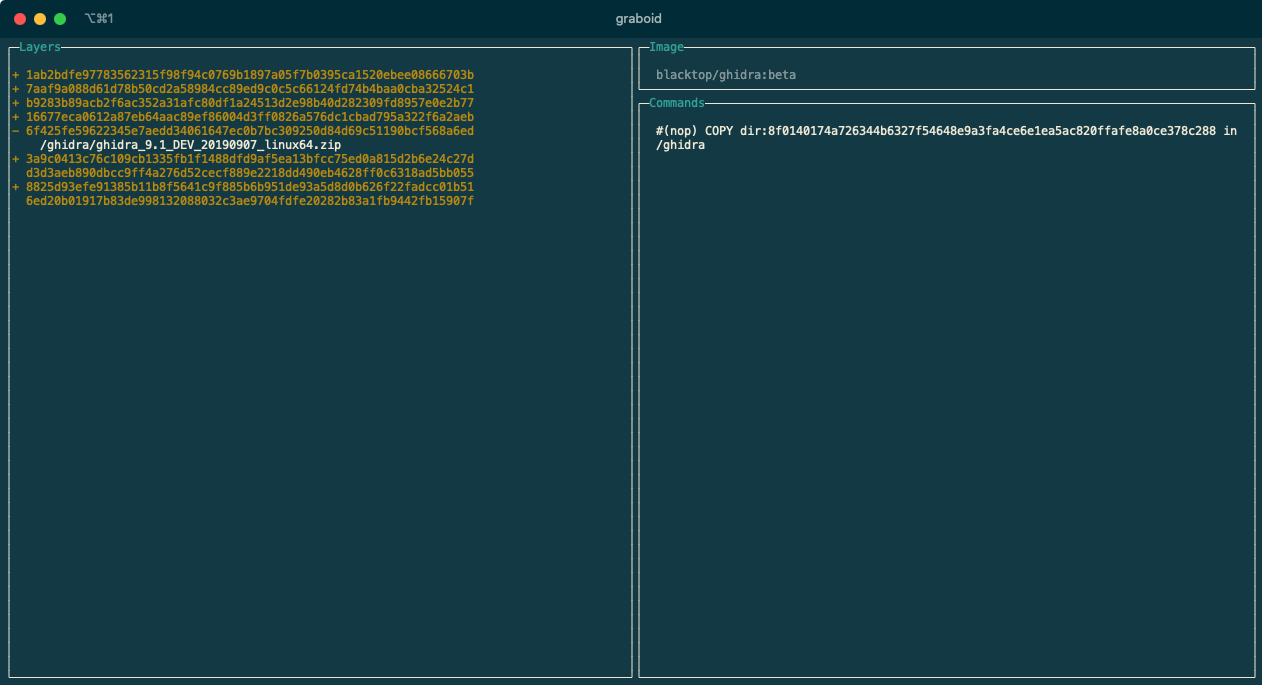 ⌥⌘1
graboid
Layers
+ 1ab2bdfe97783562315f98f94c0769b1897a05f7b0395ca1520ebee08666703b
+ 7aaf9a088d61d78b50cd2a58984cc89ed9c0c5c66124fd74b4baa0cba32524c1
+ b9283b89acb2f6ac352a31afc80df1a24513d2e98b40d282309fd8957e0e2b77
+ 16677eca0612a87eb64aac89ef86004d3ff0826a576dc1cbad795a322f6a2aeb
− 6f425fe59622345e7aedd34061647ec0b7bc309250d84d69c51190bcf568a6ed
/ghidra/ghidra_9.1_DEV_20190907_linux64.zip
+ 3a9c0413c76c109cb1335fb1f1488dfd9af5ea13bfcc75ed0a815d2b6e24c27d
d3d3aeb890dbcc9ff4a276d52cecf889e2218dd490eb4628ff0c6318ad5bb055
+ 8825d93efe91385b11b8f5641c9f885b6b951de93a5d8d0b626f22fadcc01b51
6ed20b01917b83de998132088032c3ae9704fdfe20282b83a1fb9442fb15907f
Image
blacktop/ghidra:beta
Commands
#(nop) COPY dir:8f0140174a726344b6327f54648e9a3fa4ce6e1ea5ac820ffafe8a0ce378c288 in
/ghidra